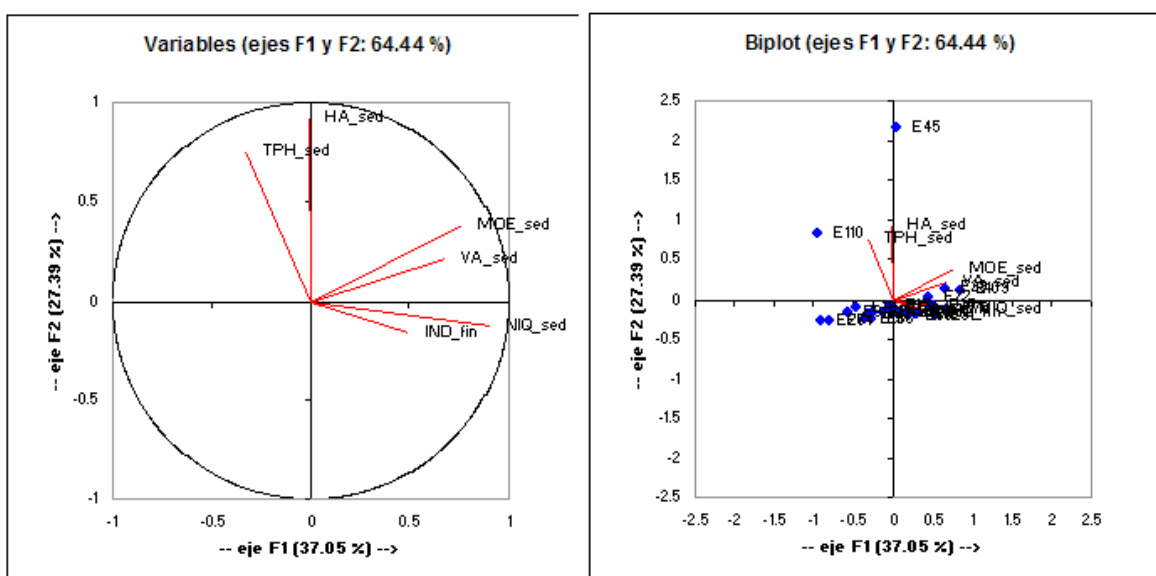 Variables (ejes F1 y F2: 64.44 %)
1
HA_sed
TPH_sed
0.5
MOE_sed
VA_sed
0
NIQ_sed
IND_fin
-0.5
-1
-1 -0.5 0 0.5 1
-- eje F2 (27.39 %) -->
-- eje F1 (37.05 %) -->
Biplot (ejes F1 y F2: 64.44 %)
2.5
E45
2
1.5
1
HA_sed
E110
TPH_sed
0.5
MOE_sed
0
NIQ_sed
-0.5
-1
-1.5
-2
-2.5
-2.5 -2 -1.5 -1 -0.5 0 0.5 1 1.5 2 2.5
-- eje F2 (27.39 %) -->
-- eje F1 (37.05 %) -->